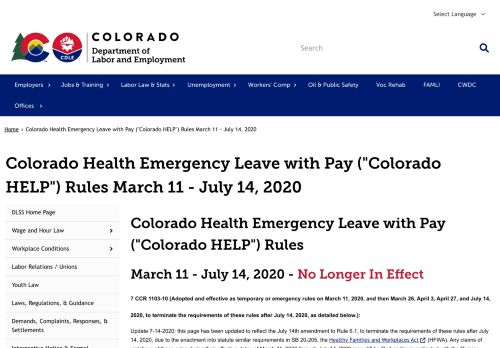 Select Language
COLORADO
Department of
Labor and Employment
CDLE
Search
Employers
Jobs & Training
Labor Law & Stats
Unemployment
Workers' Comp
Oil & Public Safety
Voc Rehab
FAMLI
CWDC
Offices
Home › Colorado Health Emergency Leave with Pay ("Colorado HELP") Rules March 11 - July 14, 2020
Colorado Health Emergency Leave with Pay ("Colorado
HELP") Rules March 11 - July 14, 2020
DLSS Home Page
Wage and Hour Law
Workplace Conditions
Labor Relations / Unions
Youth Law
Laws, Regulations, & Guidance
Demands, Complaints, Responses, &
Settlements
Colorado Health Emergency Leave with Pay
("Colorado HELP") Rules
March 11 - July 14, 2020 - No Longer In Effect
7 CCR 1103-10 (Adopted and effective as temporary or emergency rules on March 11, 2020, and then March 26, April 3, April 27, and July 14,
2020, to terminate the requirements of these rules after July 14, 2020, as detailed below.):
Update 7-14-2020: this page has been updated to reflect the July 14th amendment to Rule 6.1, to terminate the requirements of these rules after July
14, 2020, due to the enactment into statute similar requirements in SB 20-205, the Healthy Families and Workplaces Act (HFWA). Any claims of